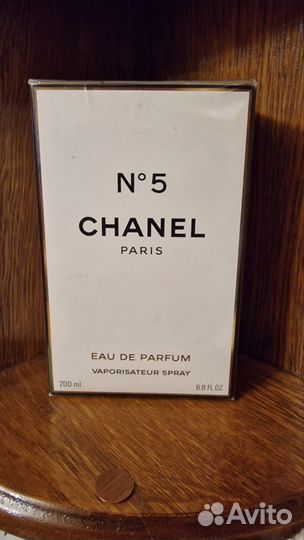 N°5
CHANEL
PARIS
EAU DE PARFUM
VAPORISATEUR SPRAY
200 ml 6.8 FL.OZ.
Avito